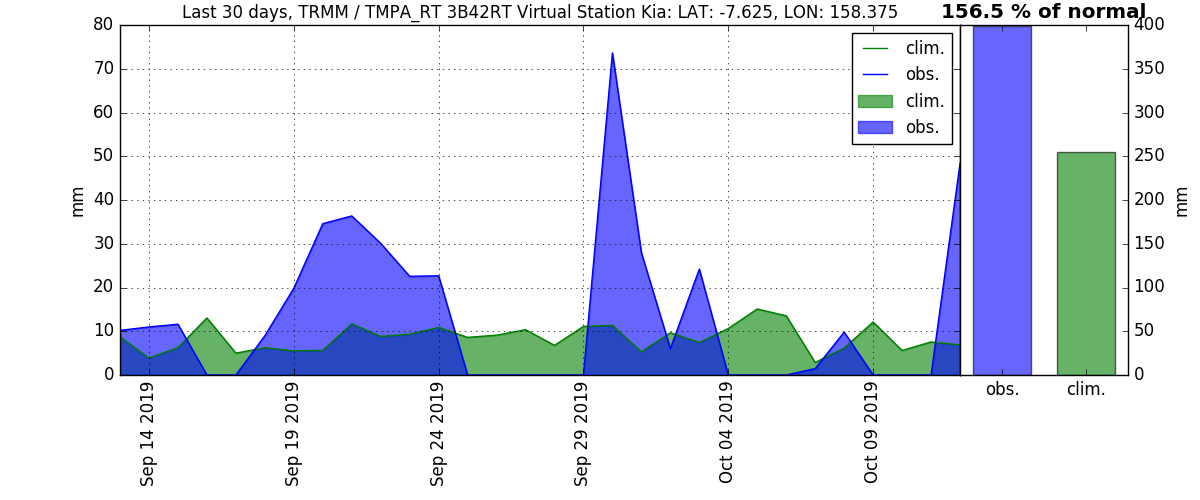 Last 30 days, TRMM / TMPA_RT 3B42RT Virtual Station Kia: LAT: -7.625, LON: 158.375
156.5 % of normal
80
70
60
50
40
30
20
10
0
mm
clim.
obs.
clim.
obs.
Sep 14 2019
Sep 19 2019
Sep 24 2019
Sep 29 2019
Oct 04 2019
Oct 09 2019
400
350
300
250
200
150
100
50
0
mm
obs.
clim.